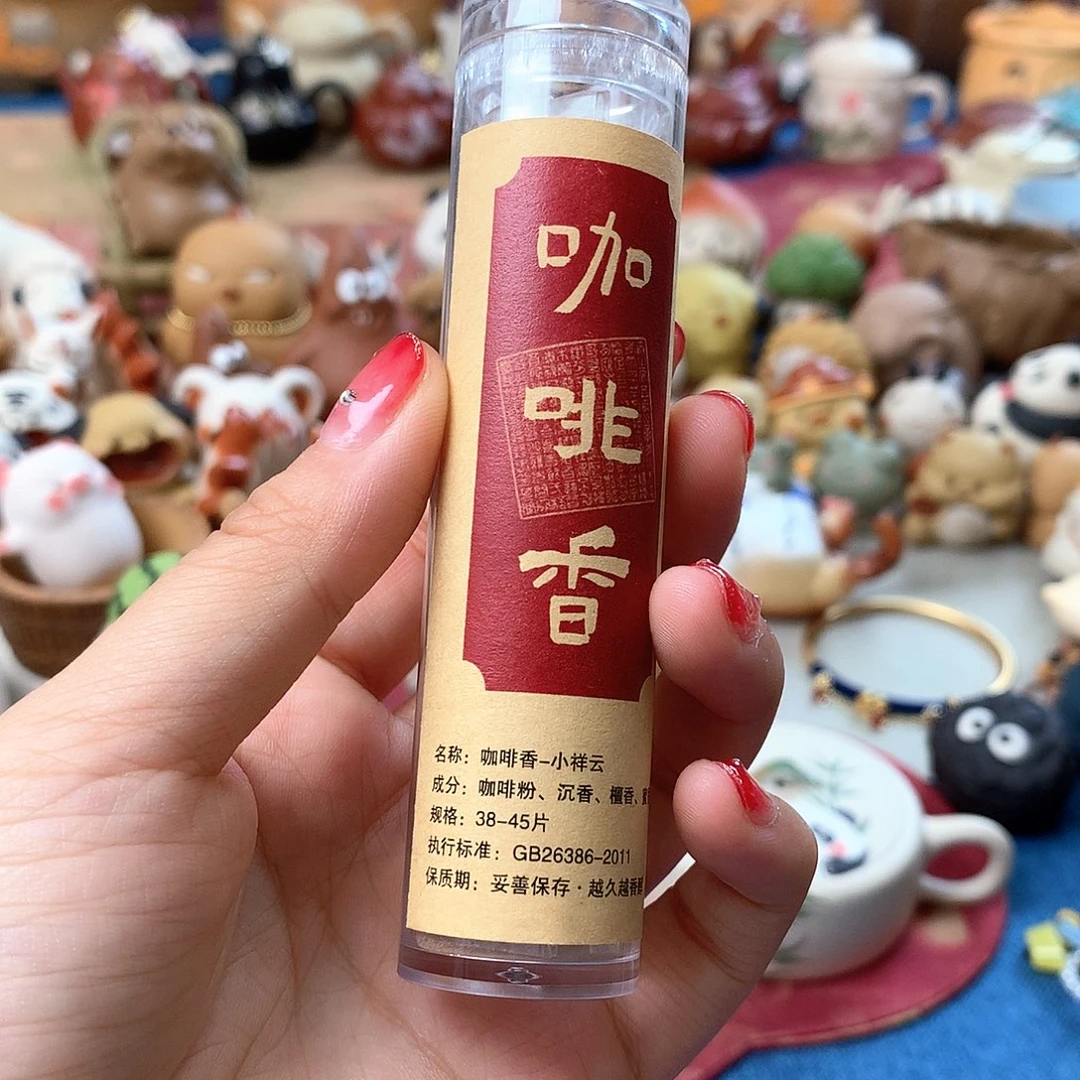 咖啡香
名称：咖啡香-小祥云
成分：咖啡粉、沉香、檀香、
规格：38-45片
执行标准：GB26386-2011
保质期：妥善保存·越久越香